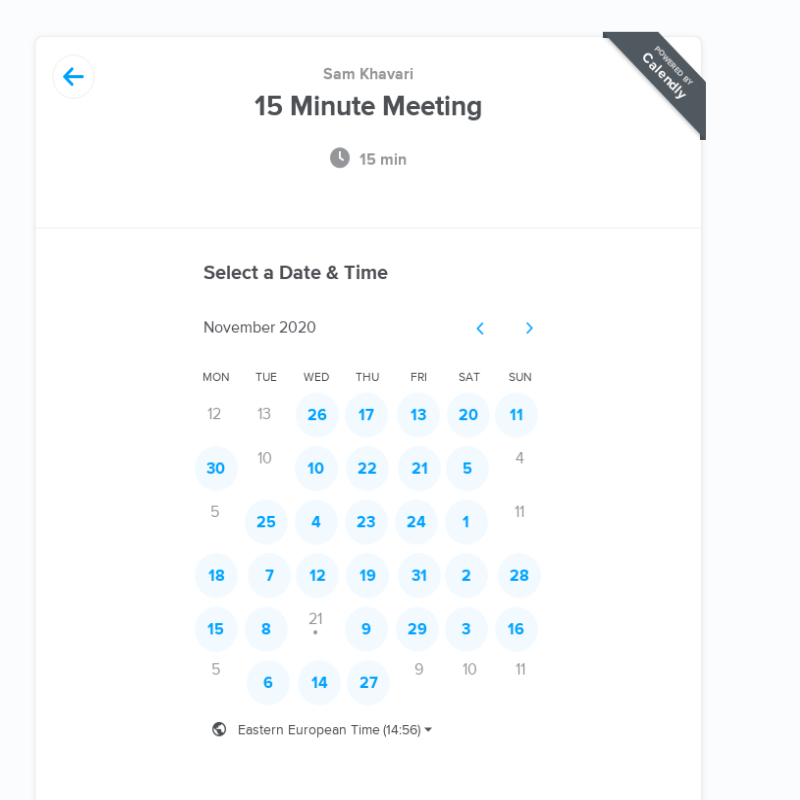 POWERED BY
Calendly
Sam Khavari
15 Minute Meeting
15 min
Select a Date & Time
November 2020
MON TUE WED THU FRI SAT SUN
12 13 26 17 13 20 11
30 10 10 22 21 5 4
5 25 4 23 24 1 11
18 7 12 19 31 2 28
15 8 21 9 29 3 16
5 6 14 27 9 10 11
Eastern European Time (14:56)